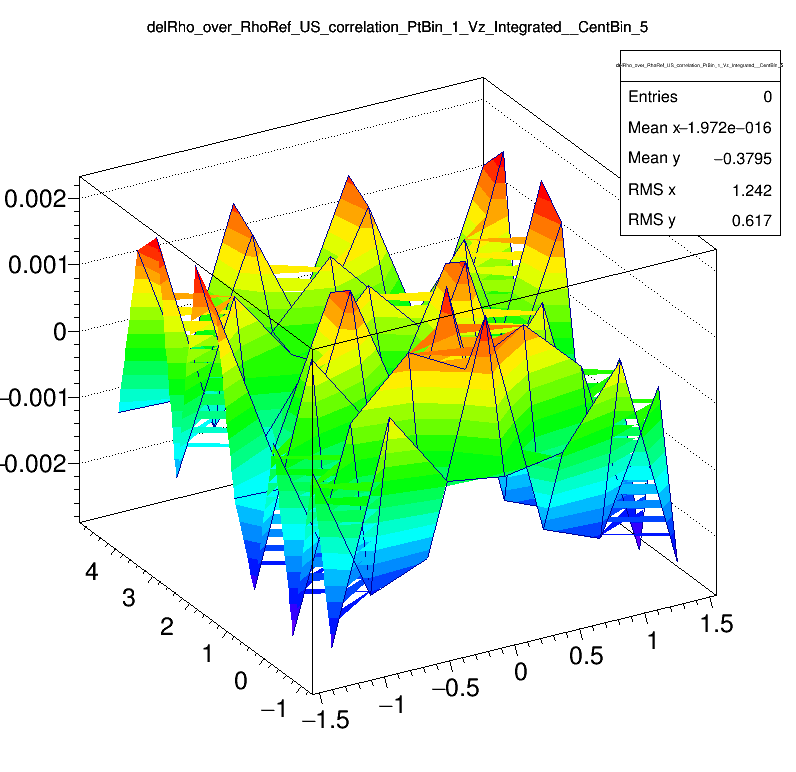 delRho_over_RhoRef_US_correlation_PtBin_1_Vz_Integrated__CentBin_5
delRho_over_RhoRef_US_correlation_PtBin_1_Vz_Integrated__CentBin_5
Entries 0
Mean x−1.972e−016
Mean y −0.3795
RMS x 1.242
RMS y 0.617
0.002
0.001
0
−0.001
−0.002
4
3
2
1
0
−1
−1.5
−1
−0.5
0
0.5
1
1.5